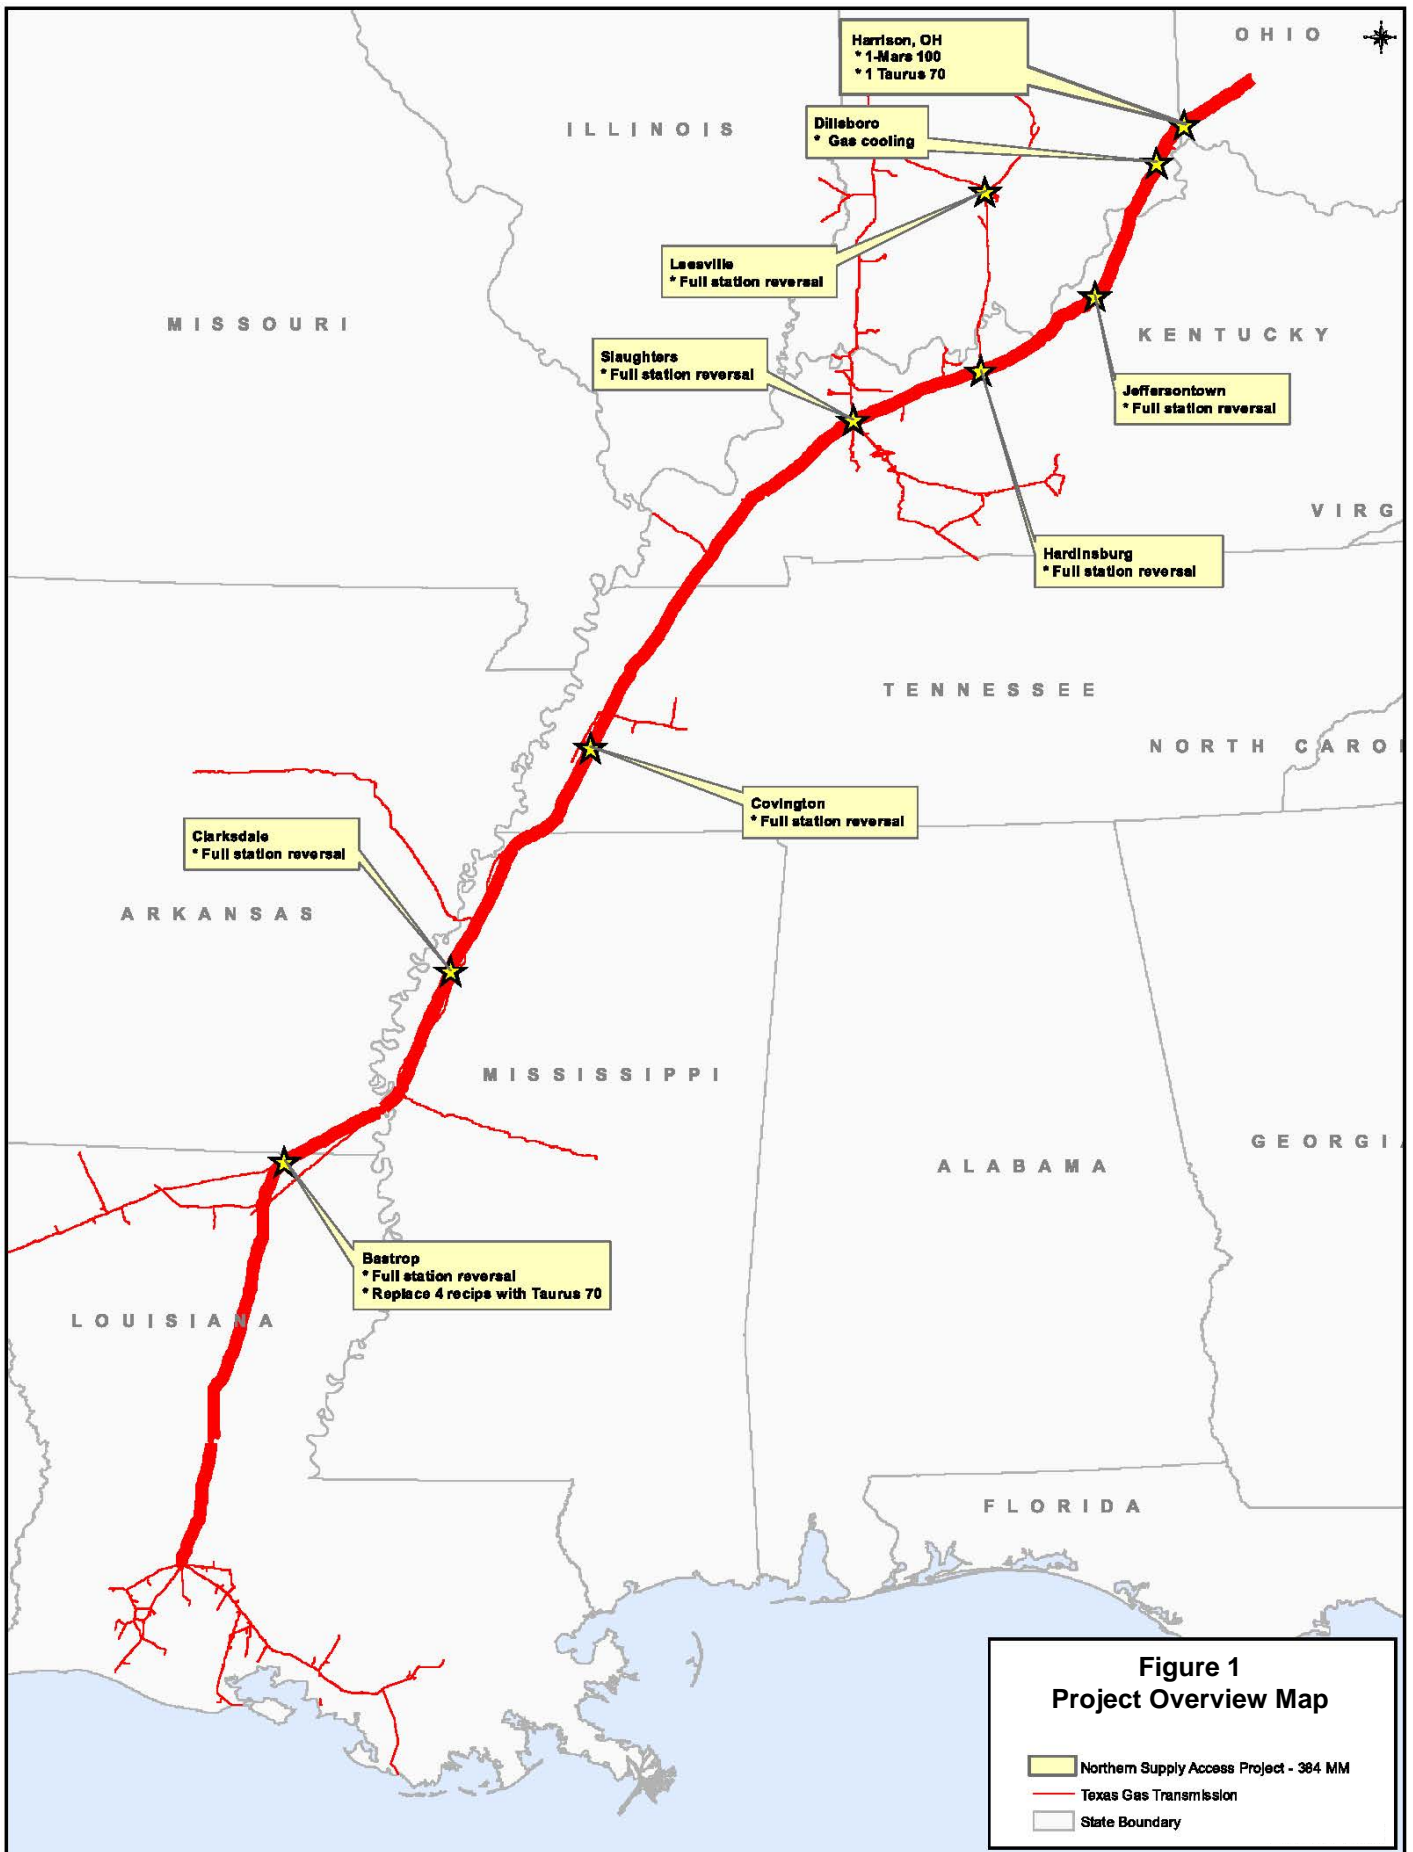 Harrison, OH
* 1-Mars 100
* 1 Taurus 70
OHIO
Dillsboro
* Gas cooling
ILLINOIS
Leesville
* Full station reversal
MISSOURI
KENTUCKY
Slaughters
* Full station reversal
Jeffersontown
* Full station reversal
VIRG
Hardinsburg
* Full station reversal
TENNESSEE
NORTH CARO
Covington
* Full station reversal
Clarksdale
* Full station reversal
ARKANSAS
MISSISSIPPI
GEORGIA
ALABAMA
Bastrop
* Full station reversal
* Replace 4 recips with Taurus 70
LOUISIANA
FLORIDA
Figure 1
Project Overview Map
Northern Supply Access Project - 384 MM
Texas Gas Transmission
State Boundary